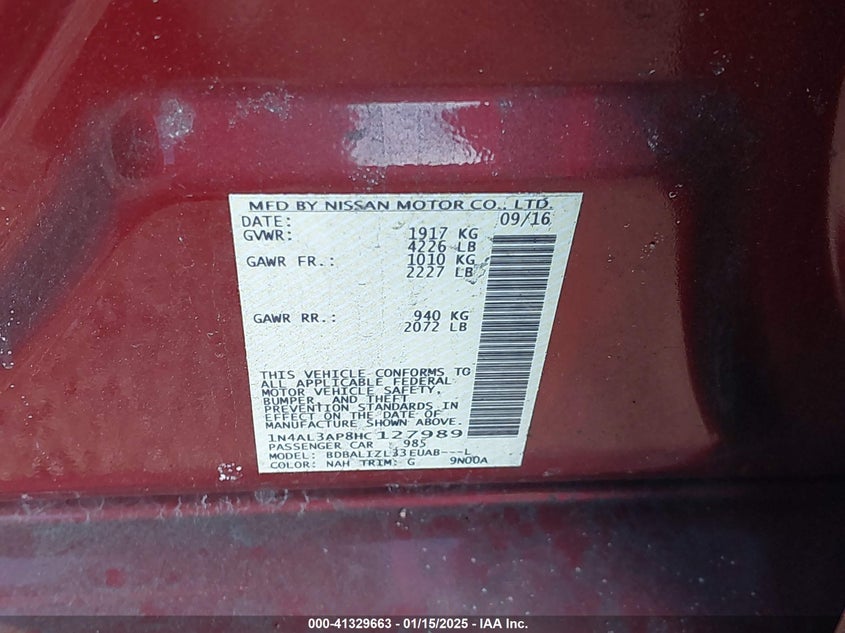 MFD BY NISSAN MOTOR CO., LTD.
DATE: 09/16
GVWR: 1917 KG
4226 LB
GAWR FR.: 1010 KG
2227 LB
GAWR RR.: 940 KG
2072 LB
THIS VEHICLE CONFORMS TO
ALL APPLICABLE FEDERAL
MOTOR VEHICLE SAFETY,
BUMPER, AND THEFT
PREVENTION STANDARDS IN
EFFECT ON THE DATE OF
MANUFACTURE SHOWN ABOVE.
1N4AL3AP8HC127989
PASSENGER CAR 985
MODEL: BDBALIZL33EUAB---L
COLOR: NAH TRIM: G 9N00A
000-41329663 - 01/15/2025 - IAA Inc.